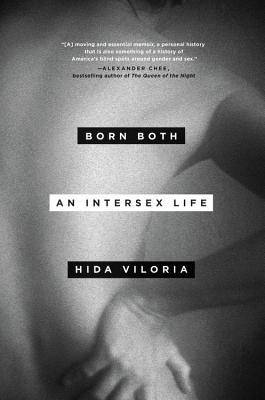 "[A] moving and essential memoir, a personal history
that is also something of a history of
America's blind spots around gender and sex."
—ALEXANDER CHEE,
bestselling author of The Queen of the Night
BORN BOTH
AN INTERSEX LIFE
HIDA VILORIA